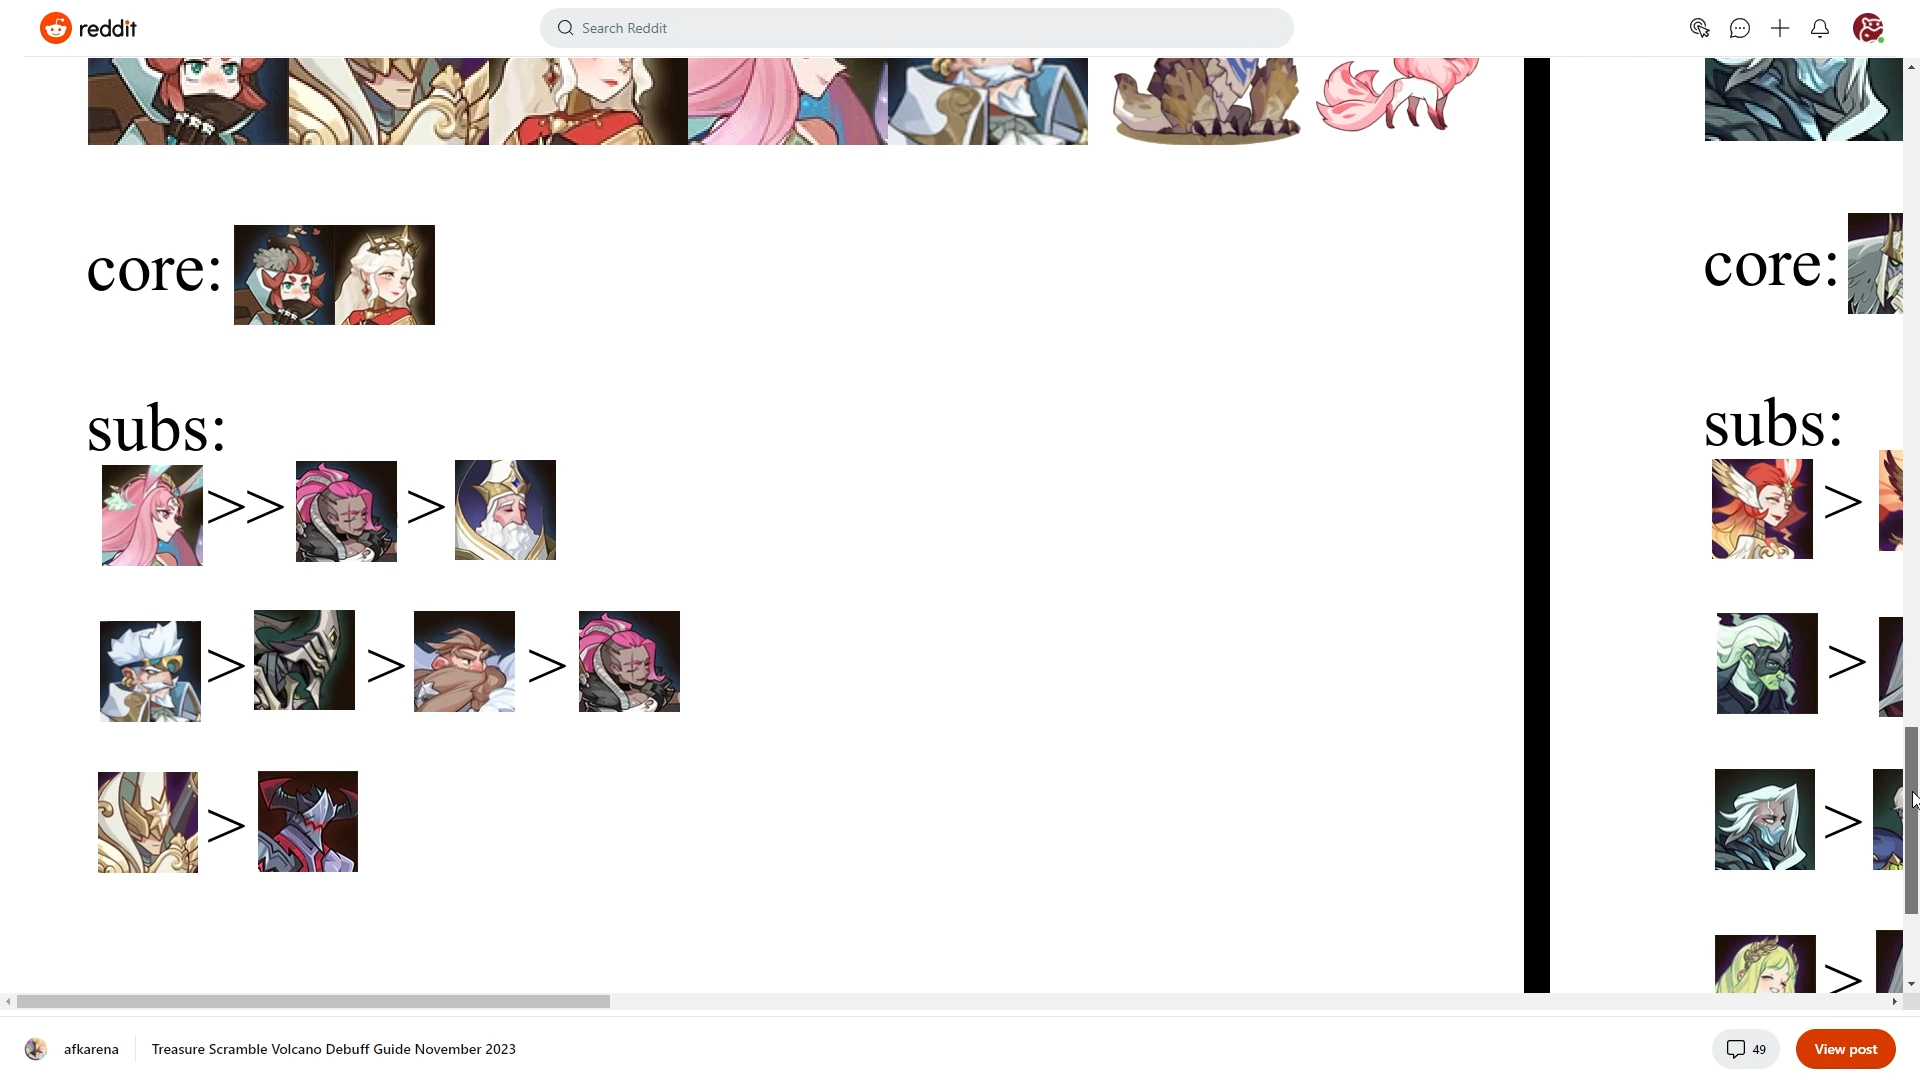 reddit
Search Reddit
core:
core:
subs:
subs:
>> >
>
> > >
>
>
>
>
afkarena
Treasure Scramble Volcano Debuff Guide November 2023
49
View post